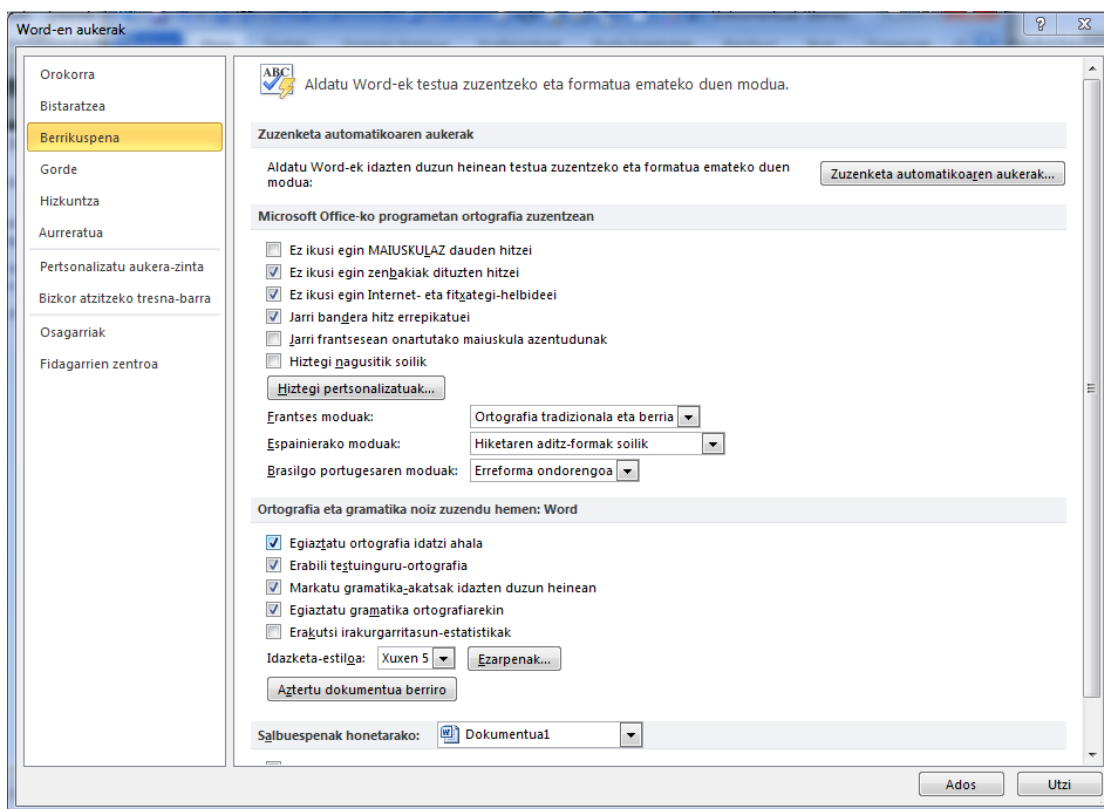 Word-en aukerak
Orokorra
Bistaratzea
Berrikuspena
Gorde
Hizkuntza
Aurreratua
Pertsonalizatu aukera-zinta
Bizkor atzitzeko tresna-barra
Osagarriak
Fidagarrien zentroa
ABC
Aldatu Word-ek testua zuzentzeko eta formatua emateko duen modua.
Zuzenketa automatikoaren aukerak
Aldatu Word-ek idazten duzun heinean testua zuzentzeko eta formatua emateko duen
modua:
Zuzenketa automatikoaren aukerak...
Microsoft Office-ko programetan ortografia zuzentzean
Ez ikusi egin MAIUSKULAZ dauden hitzei
Ez ikusi egin zenbakiak dituzten hitzei
Ez ikusi egin Internet- eta fitxategi-helbideei
Jarri bandera hitz errepikatuei
Jarri frantsesean onartutako maiuskula azentudunak
Hiztegi nagusitik soilik
Hiztegi pertsonalizatuak...
Frantses moduak: Ortografia tradizionala eta berria
Espainierako moduak: Hiketaren aditz-formak soilik
Brasilgo portugesaren moduak: Erreforma ondorengoa
Ortografia eta gramatika noiz zuzendu hemen: Word
Egiaztatu ortografia idatzi ahala
Erabili testuinguru-ortografia
Markatu gramatika-akatsak idazten duzun heinean
Egiaztatu gramatika ortografiarekin
Erakutsi irakurgarritasun-estatistikak
Idazketa-estiloa: Xuxen 5 Ezarpenak...
Aztertu dokumentua berriro
Salbuespenak honetarako: Dokumentua1
Ados Utzi